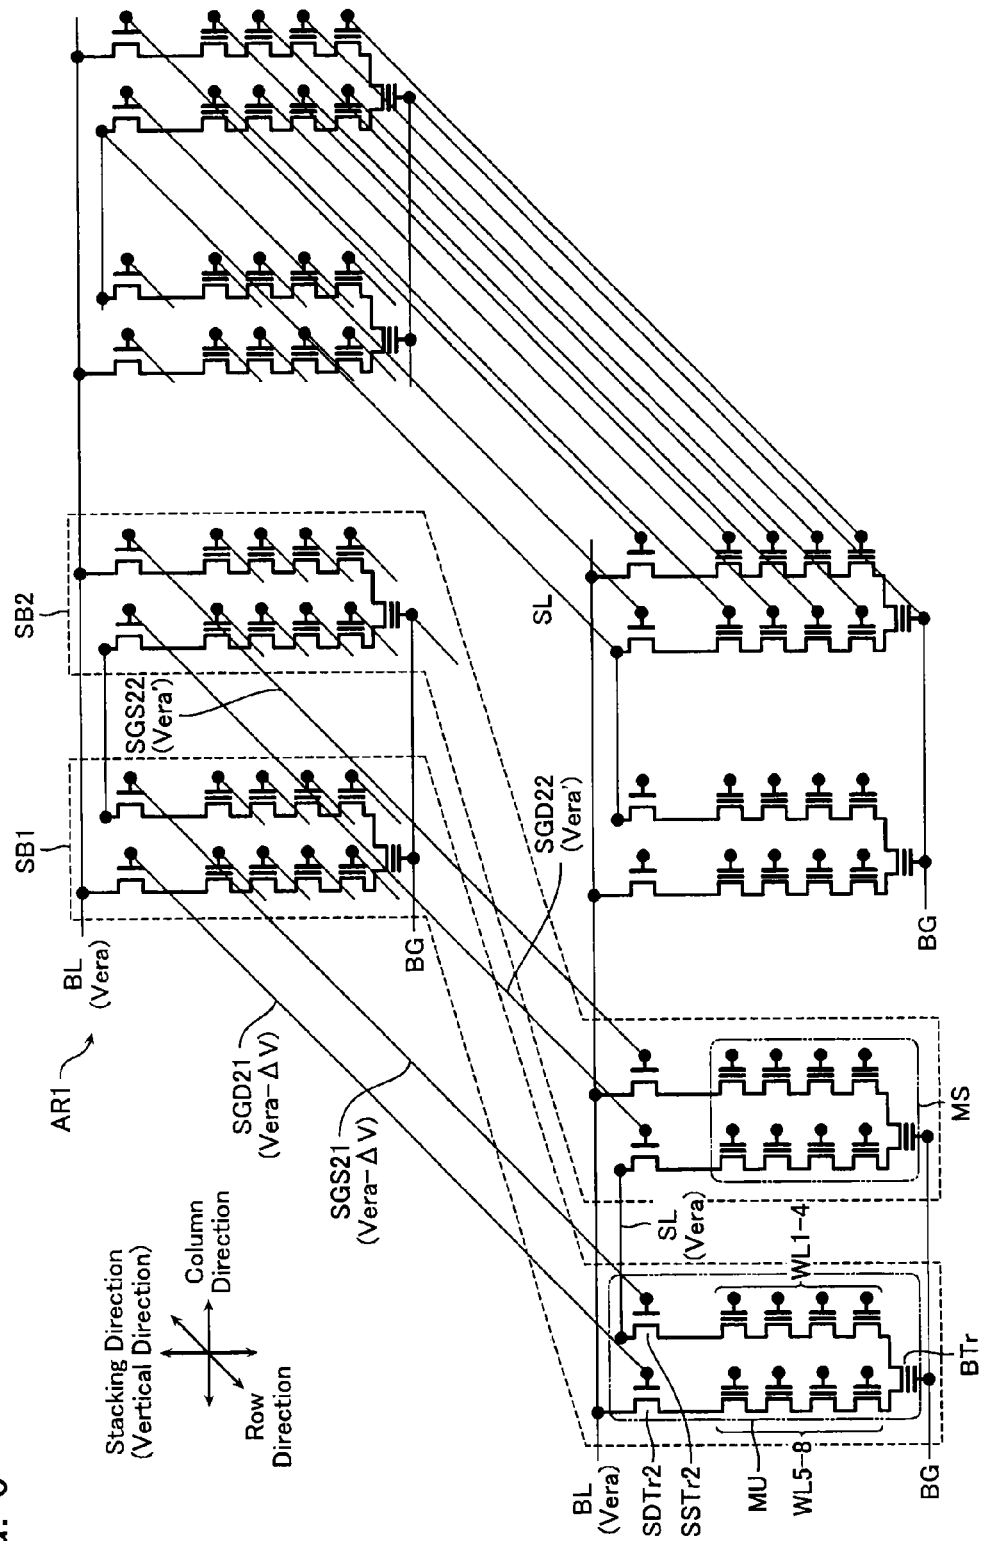 AR1
BL
(Vera)
SB1
SB2
SGS22
(Vera')
BG
SGD21
(Vera-ΔV)
SGS21
(Vera-ΔV)
SGD22
(Vera')
SL
BG
Stacking Direction
(Vertical Direction)
Column
Direction
Row
Direction
BL
(Vera)
SDTr2
SSTr2
MU
WL5-8
BG
SL
(Vera)
WL1-4
BTr
MS